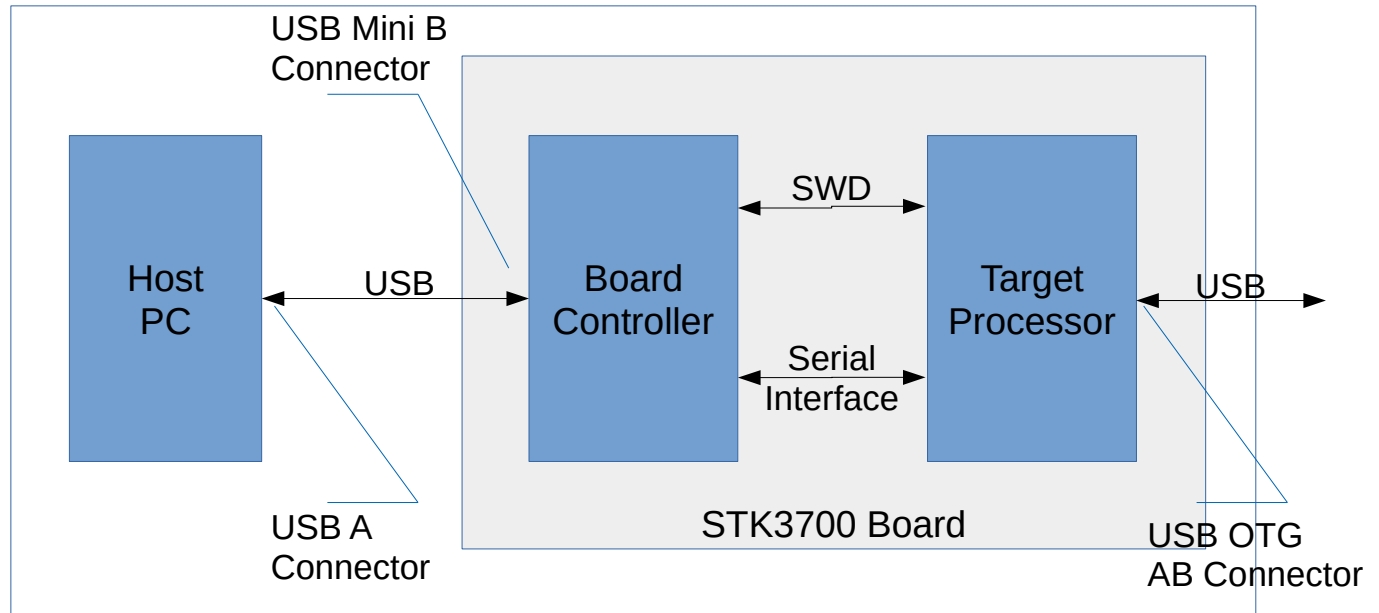 USB Mini B
Connector
SWD
Host
PC
USB
Board
Controller
Target
Processor
USB
Serial
Interface
STK3700 Board
USB A
Connector
USB OTG
AB Connector